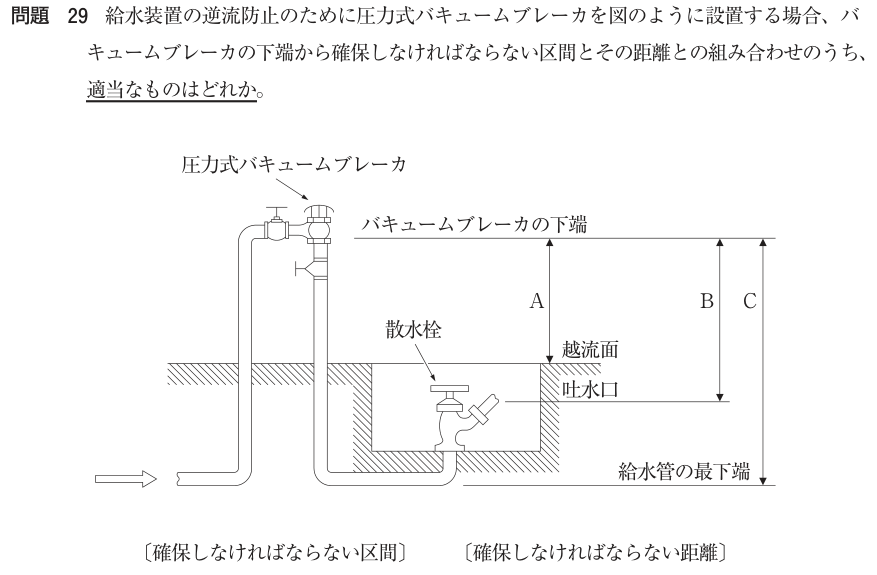 問題 29 給水装置の逆流防止のために圧力式バキュームブレーカを図のように設置する場合、バ
キュームブレーカの下端から確保しなければならない区間とその距離との組み合わせのうち、
適当なものはどれか。
圧力式バキュームブレーカ
バキュームブレーカの下端
A
B
C
散水栓
越流面
吐水口
給水管の最下端
〔確保しなければならない区間〕 〔確保しなければならない距離〕